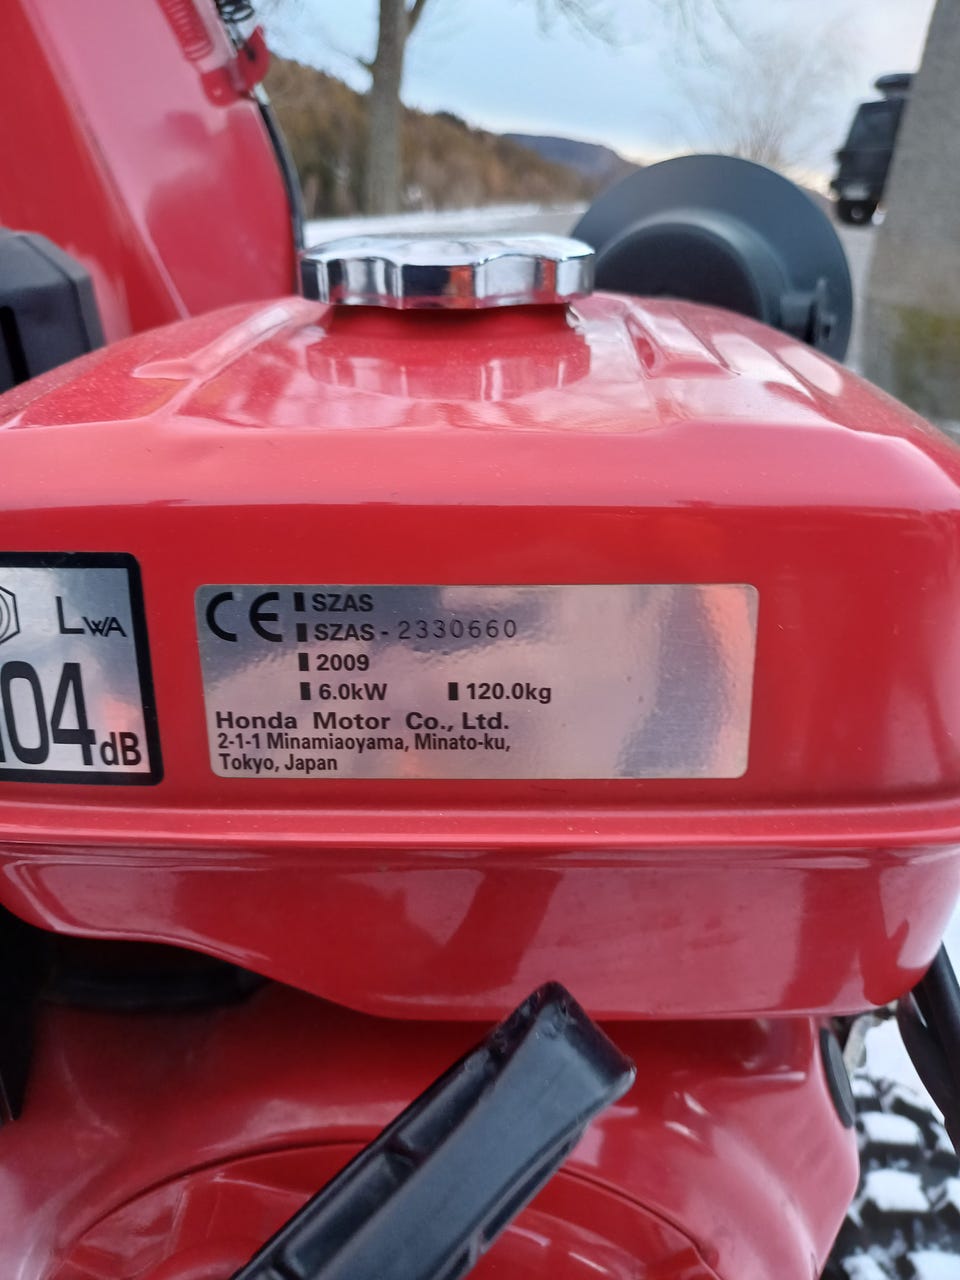 LWA
104dB
CE SZAS
SZAS - 2330660
2009
6.0kW 120.0kg
Honda Motor Co., Ltd.
2-1-1 Minamiaoyama, Minato-ku,
Tokyo, Japan